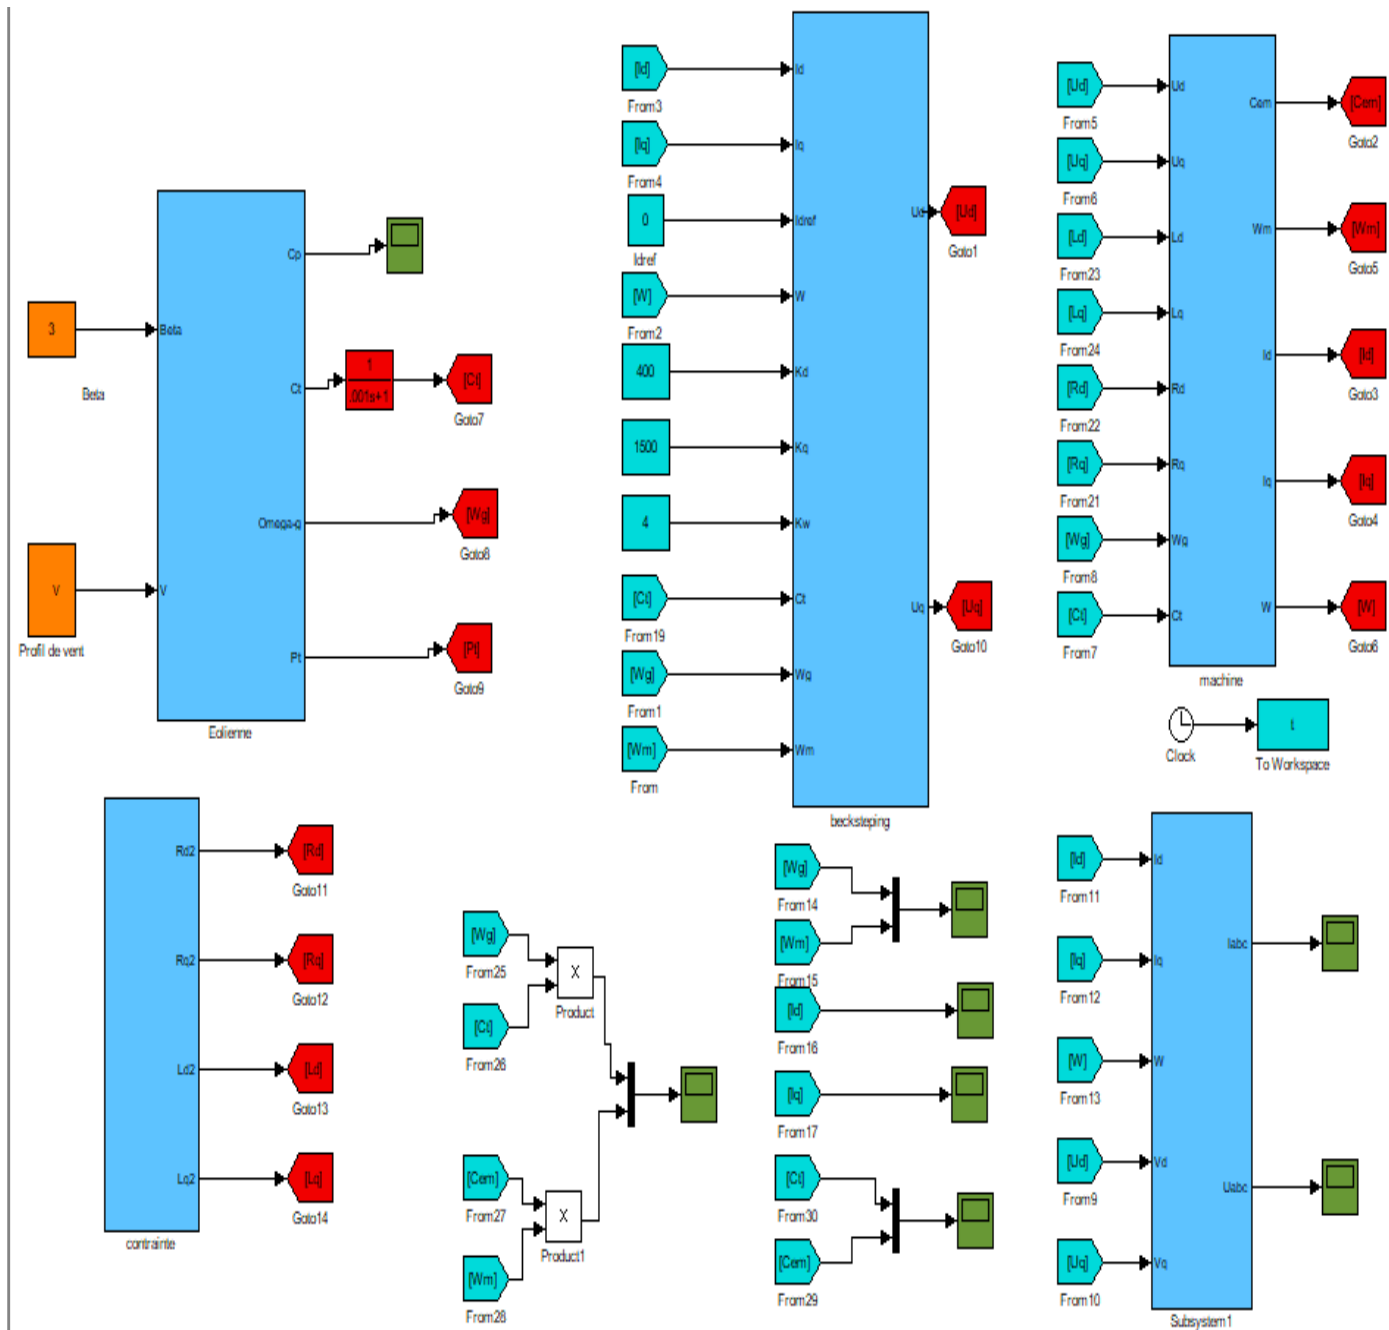 3
Beta
V
Profil de vent
Beta
V
Cp
Ct
Omega-g
Pt
Eolienne
1
.001s+1
[Ct]
Goto7
[Wg]
Goto8
[Pt]
Goto9
[Id]
From3
[Iq]
From4
0
Idref
[W]
From2
400
1500
4
[Ct]
From19
[Wg]
From1
[Wm]
From
Id
Iq
Idref
W
Kd
Kq
Kw
Ct
Wg
Wm
Ud
Uq
becksteping
[Ud]
Goto1
[Uq]
Goto10
[Ud]
From5
[Uq]
From6
[Ld]
From23
[Lq]
From24
[Rd]
From22
[Rq]
From21
[Wg]
From8
[Ct]
From7
Ud
Uq
Ld
Lq
Rd
Rq
Wg
Ct
Cem
Wm
Id
Iq
W
machine
[Cem]
Goto2
[Wm]
Goto5
[Id]
Goto3
[Iq]
Goto4
[W]
Goto6
Clock
t
To Workspace
Rd2
Rq2
Ld2
Lq2
contrainte
[Rd]
Goto11
[Rq]
Goto12
[Ld]
Goto13
[Lq]
Goto14
[Wg]
From25
[Ct]
From26
X
Product
[Cem]
From27
[Wm]
From28
X
Product1
[Wg]
From14
[Wm]
From15
[Id]
From16
[Iq]
From17
[Ct]
From30
[Cem]
From29
[Id]
From11
[Iq]
From12
[W]
From13
[Ud]
From9
[Uq]
From10
Id
Iq
W
Vd
Vq
Iabc
Uabc
Subsystem1